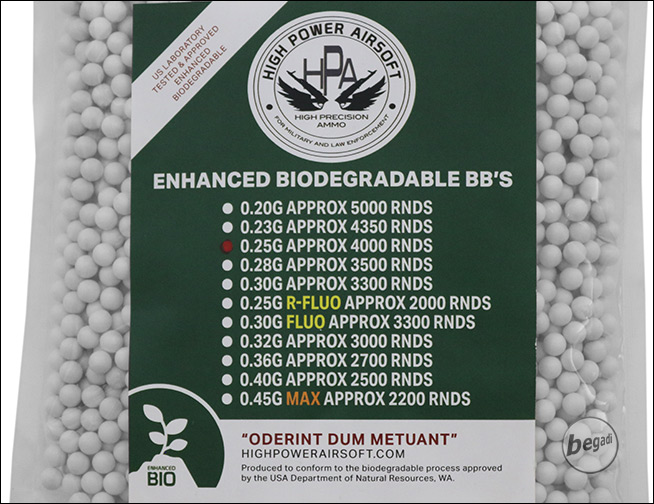 US LABORATORY
TESTED & APPROVED
ENHANCED
BIODEGRADABLE
HIGH POWER AIRSOFT
HPA
HIGH PRECISION
AMMO
FOR MILITARY AND LAW ENFORCEMENT
ENHANCED BIODEGRADABLE BB'S
0.20G APPROX 5000 RNDS
0.23G APPROX 4350 RNDS
0.25G APPROX 4000 RNDS
0.28G APPROX 3500 RNDS
0.30G APPROX 3300 RNDS
0.25G R-FLUO APPROX 2000 RNDS
0.30G FLUO APPROX 3300 RNDS
0.32G APPROX 3000 RNDS
0.36G APPROX 2700 RNDS
0.40G APPROX 2500 RNDS
0.45G MAX APPROX 2200 RNDS
ENHANCED
BIO
"ODERINT DUM METUANT"
HIGHPOWERAIRSOFT.COM
Produced to conform to the biodegradable process approved
by the USA Department of Natural Resources, WA.
begadi